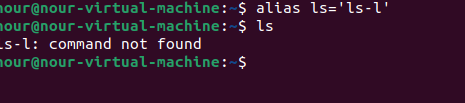 nour@nour-virtual-machine:~$ alias ls='ls-l'
nour@nour-virtual-machine:~$ ls
ls-l: command not found
nour@nour-virtual-machine:~$